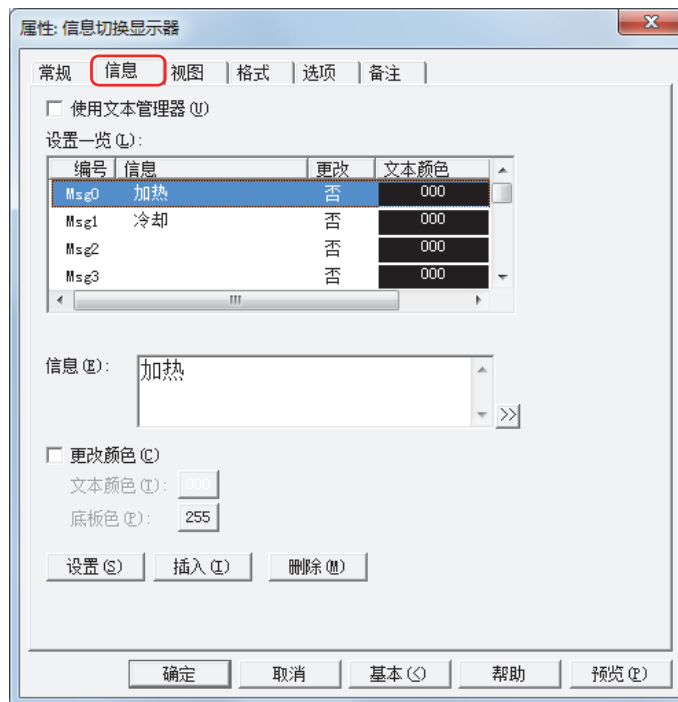 属性: 信息切换显示器
常规 信息 视图 格式 选项 备注
使用文本管理器(U)
设置一览(L):
编号 信息 更改 文本颜色
Msg0 加热 否 000
Msg1 冷却 否 000
Msg2 否 000
Msg3 否 000
信息(E): 加热
>>
更改颜色(C)
文本颜色(T): 000
底板色(P): 255
设置(S) 插入(I) 删除(M)
确定 取消 基本(<) 帮助 预览(P)